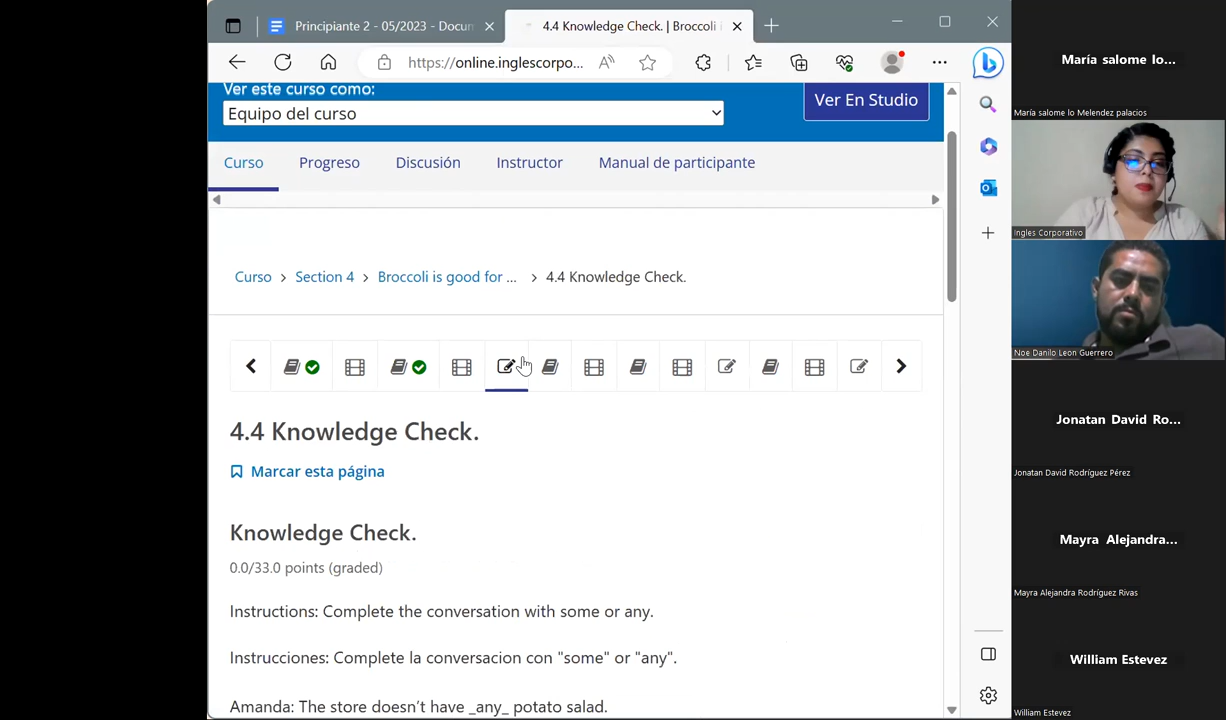 Principiante 2 - 05/2023 - Docum
4.4 Knowledge Check. | Broccoli i
https://online.inglescorpo...
Ver este curso como:
Equipo del curso
Ver En Studio
Curso
Progreso
Discusión
Instructor
Manual de participante
Curso > Section 4 > Broccoli is good for ... > 4.4 Knowledge Check.
4.4 Knowledge Check.
Marcar esta página
Knowledge Check.
0.0/33.0 points (graded)
Instructions: Complete the conversation with some or any.
Instrucciones: Complete la conversacion con "some" or "any".
Amanda: The store doesn't have _any_ potato salad.
María salome lo...
María salome lo Melendez palacios
Ingles Corporativo
Noe Danilo Leon Guerrero
Jonatan David Ro...
Jonatan David Rodríguez Pérez
Mayra Alejandra...
Mayra Alejandra Rodríguez Rivas
William Estevez
William Estevez